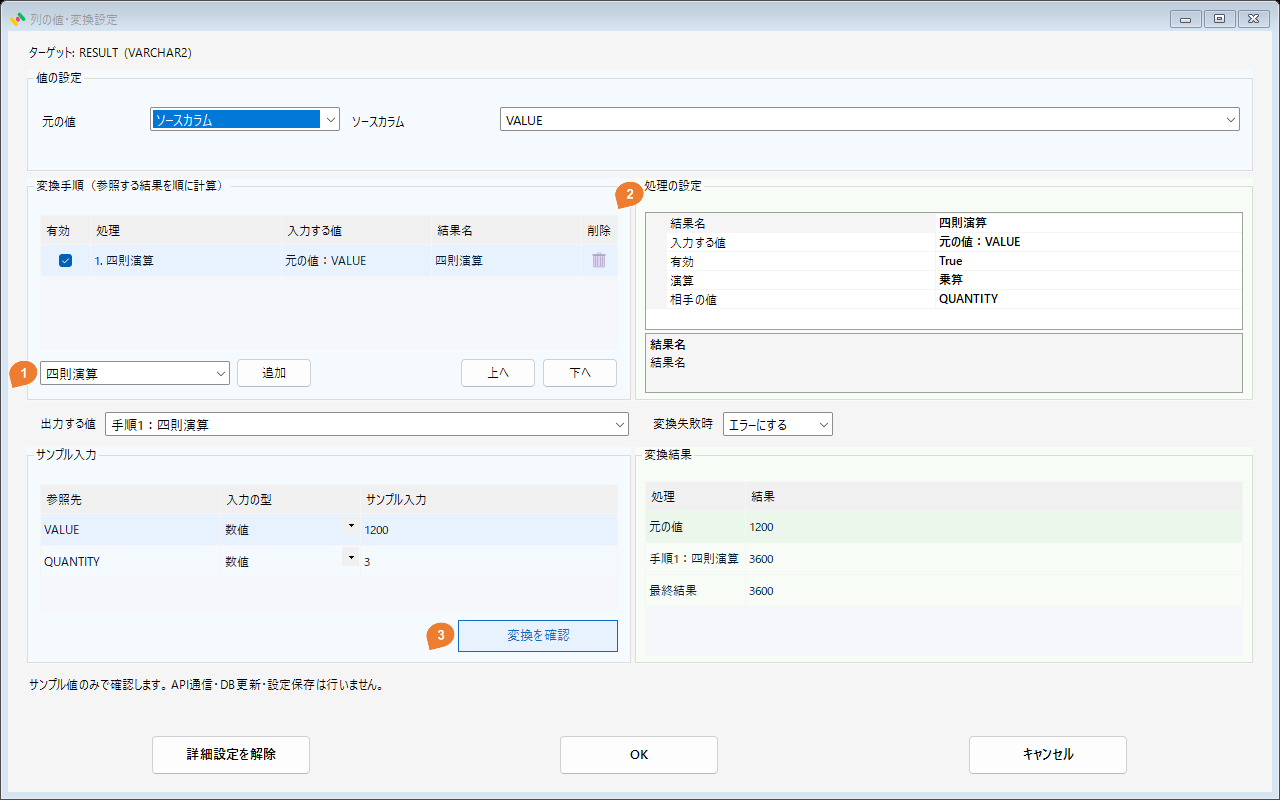 列の値・変換設定
ターゲット: RESULT (VARCHAR2)
値の設定
元の値 ソースカラム ソースカラム VALUE
変換手順（参照する結果を順に計算）
有効 処理 入力する値 結果名 削除
1. 四則演算 元の値：VALUE 四則演算
1 四則演算 追加 上へ 下へ
2 処理の設定
結果名 四則演算
入力する値 元の値：VALUE
有効 True
演算 乗算
相手の値 QUANTITY
結果名
結果名
出力する値 手順1：四則演算 変換失敗時 エラーにする
サンプル入力
参照先 入力の型 サンプル入力
VALUE 数値 1200
QUANTITY 数値 3
3 変換を確認
変換結果
処理 結果
元の値 1200
手順1：四則演算 3600
最終結果 3600
サンプル値のみで確認します。API通信・DB更新・設定保存は行いません。
詳細設定を解除 OK キャンセル